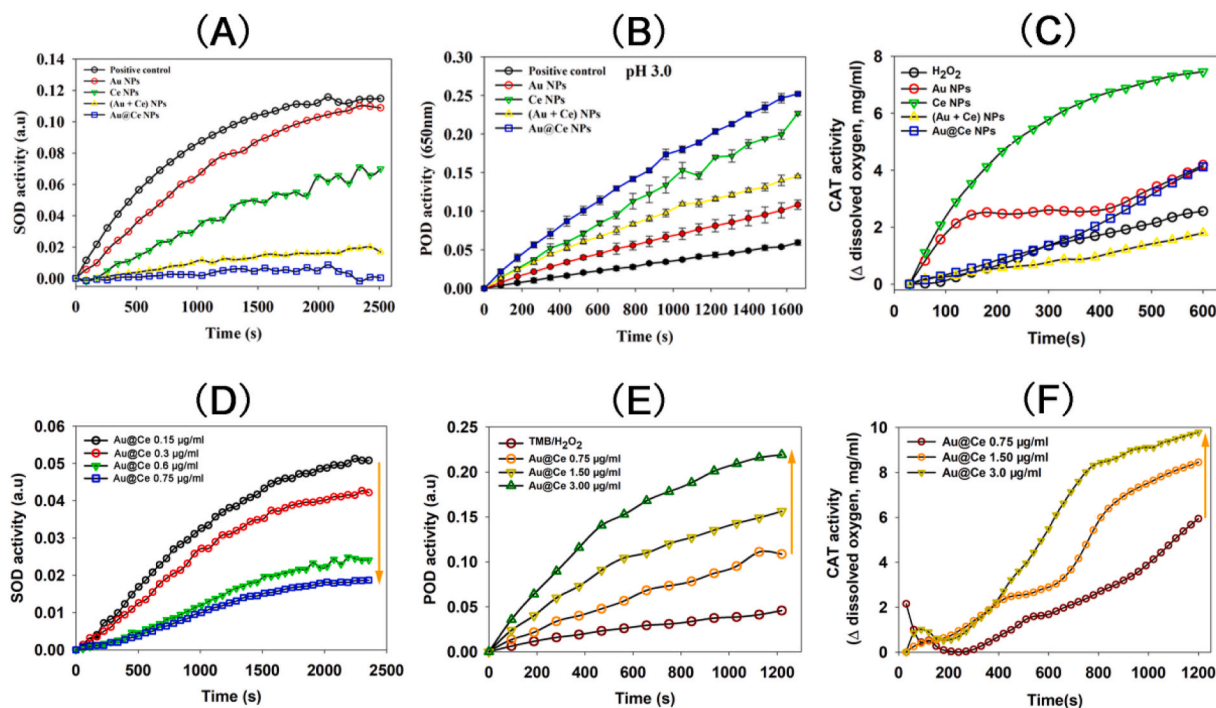 (A)
SOD activity (a.u)
0.14
0.12
0.10
0.08
0.06
0.04
0.02
0.00
Positive control
Au NPs
Ce NPs
(Au + Ce) NPs
Au@Ce NPs
0 500 1000 1500 2000 2500
Time (s)
(B)
POD activity (650nm)
0.35
0.30
0.25
0.20
0.15
0.10
0.05
0.00
Positive control
Au NPs
Ce NPs
(Au + Ce) NPs
Au@Ce NPs
pH 3.0
0 200 400 600 800 1000 1200 1400 1600
Time (s)
(C)
CAT activity
(Δ dissolved oxygen, mg/ml)
8
6
4
2
0
H₂O₂
Au NPs
Ce NPs
(Au + Ce) NPs
Au@Ce NPs
0 100 200 300 400 500 600
Time(s)
(D)
SOD activity (a.u)
0.06
0.05
0.04
0.03
0.02
0.01
0.00
Au@Ce 0.15 μg/ml
Au@Ce 0.3 μg/ml
Au@Ce 0.6 μg/ml
Au@Ce 0.75 μg/ml
0 500 1000 1500 2000 2500
Time (s)
(E)
POD activity (a.u)
0.25
0.20
0.15
0.10
0.05
0.00
TMB/H₂O₂
Au@Ce 0.75 μg/ml
Au@Ce 1.50 μg/ml
Au@Ce 3.00 μg/ml
0 200 400 600 800 1000 1200
Time (s)
(F)
CAT activity
(Δ dissolved oxygen, mg/ml)
10
8
6
4
2
0
Au@Ce 0.75 μg/ml
Au@Ce 1.50 μg/ml
Au@Ce 3.0 μg/ml
0 200 400 600 800 1000 1200
Time(s)